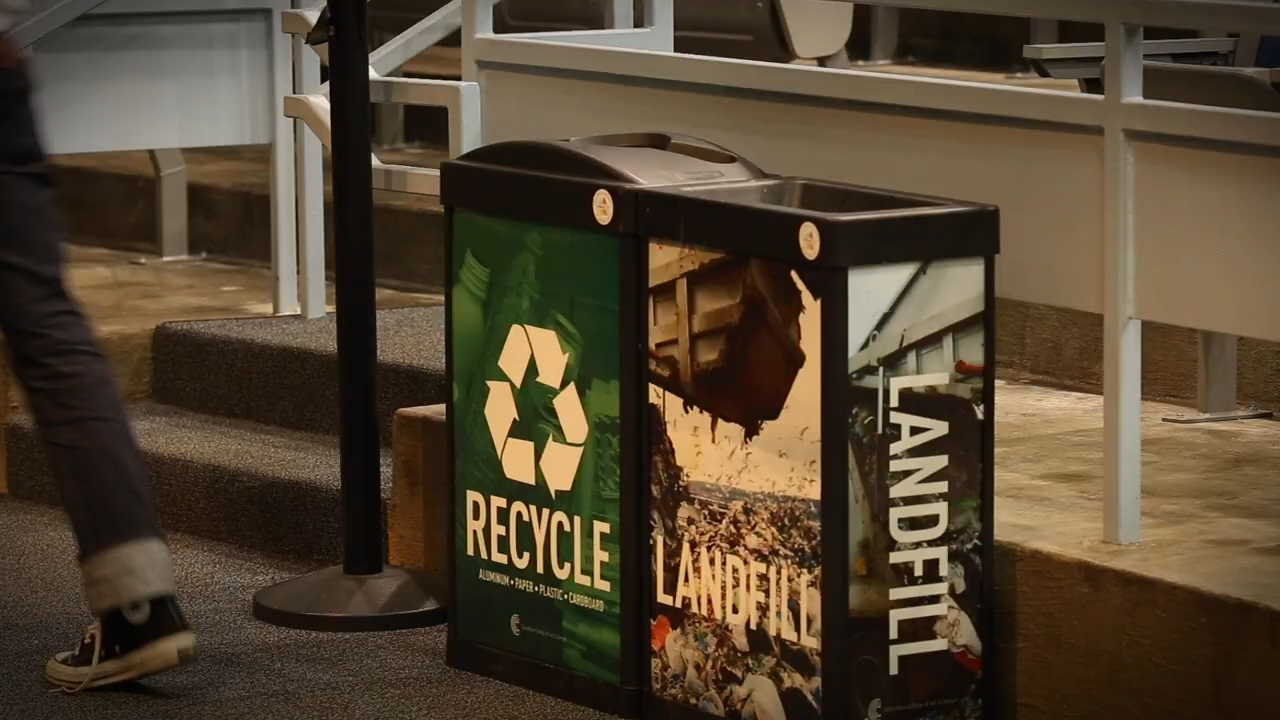 RECYCLE
ALUMINUM • PAPER • PLASTIC • CARDBOARD
LANDFILL
LANDFILL